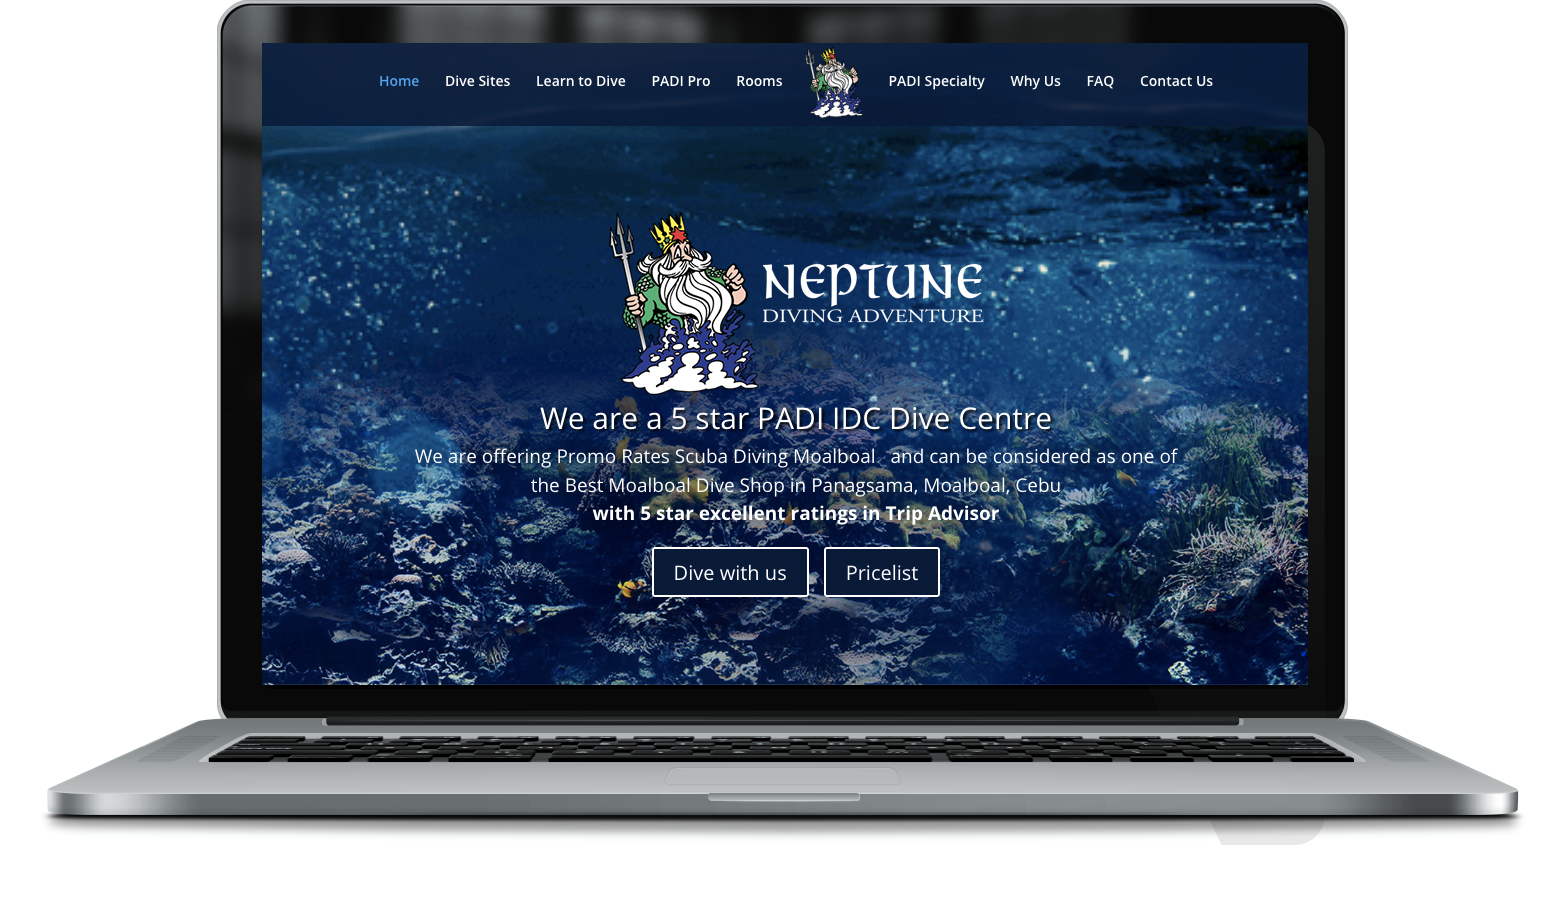 Home Dive Sites Learn to Dive PADI Pro Rooms PADI Specialty Why Us FAQ Contact Us
NEPTUNE
DIVING ADVENTURE
We are a 5 star PADI IDC Dive Centre
We are offering Promo Rates Scuba Diving Moalboal  and can be considered as one of
the Best Moalboal Dive Shop in Panagsama, Moalboal, Cebu
with 5 star excellent ratings in Trip Advisor
Dive with us Pricelist